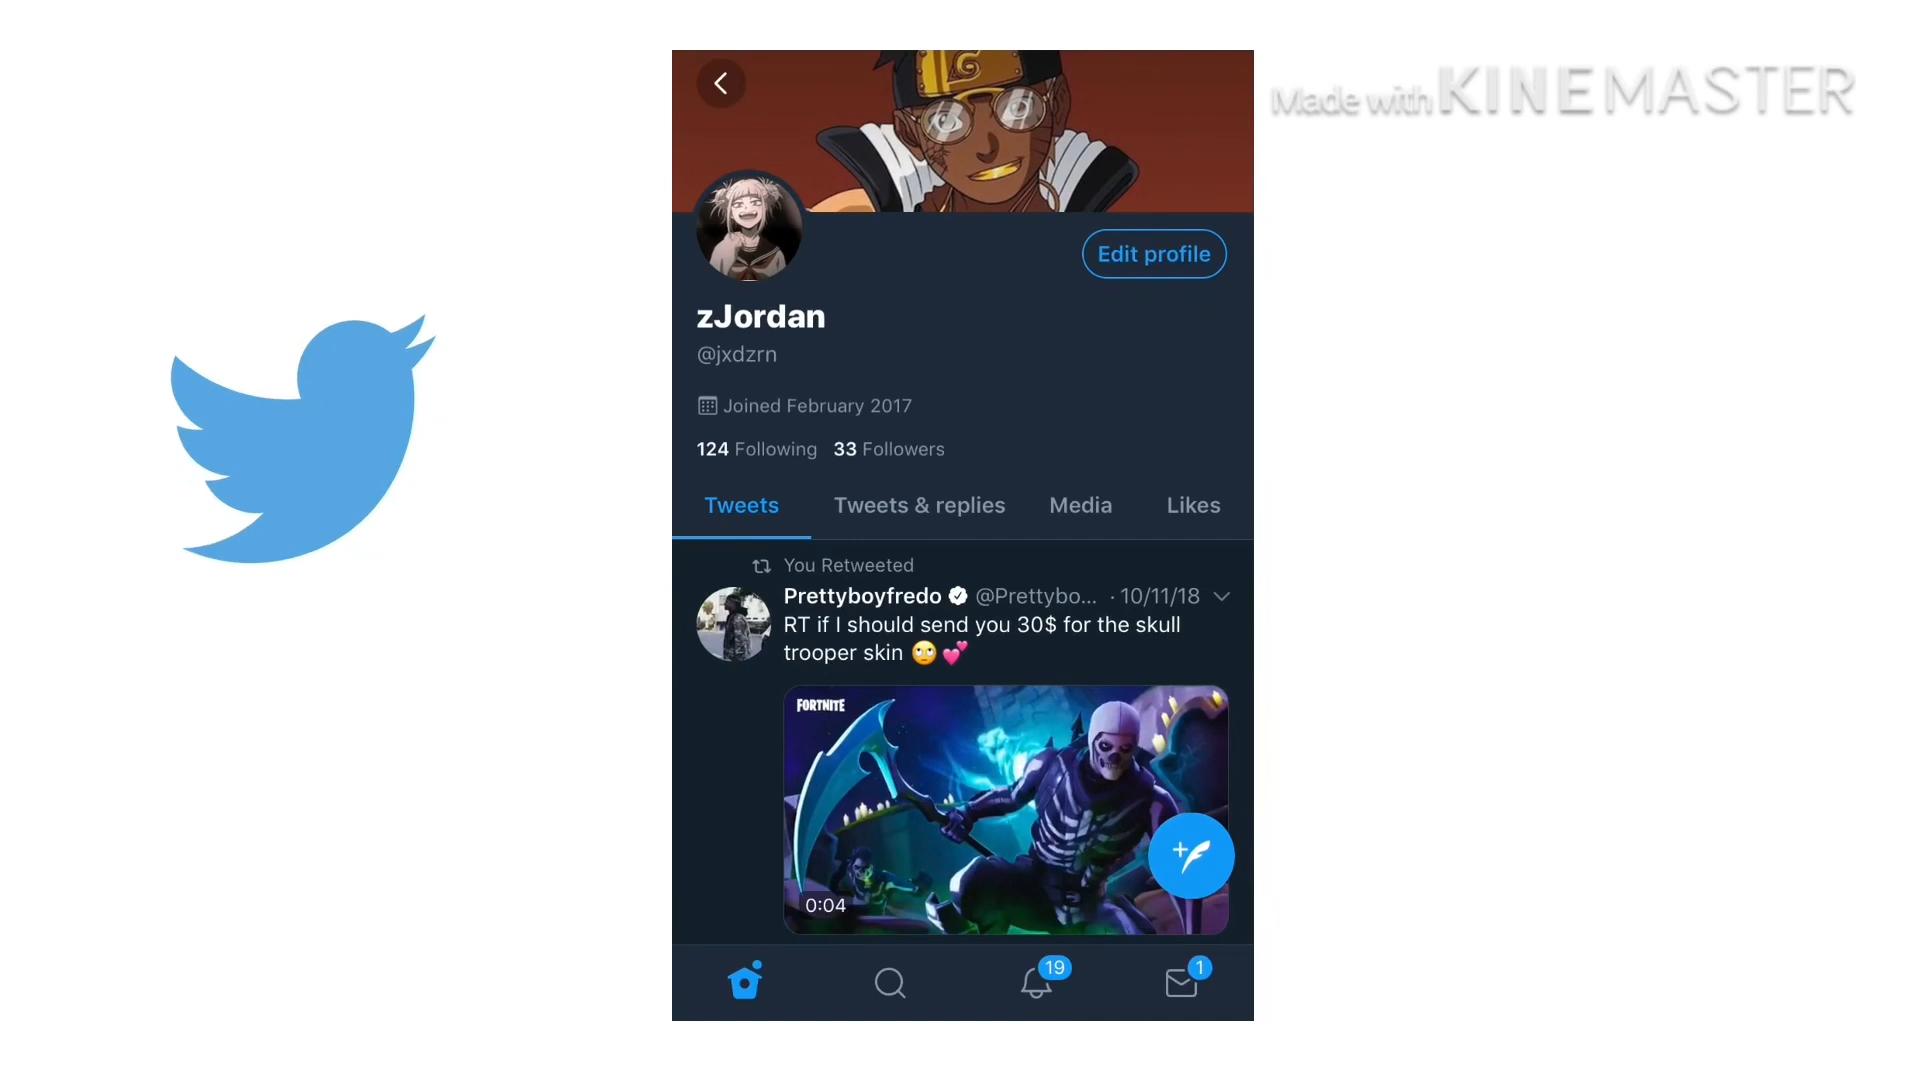 Made with KINEMASTER
Edit profile
zJordan
@jxdzrn
Joined February 2017
124 Following 33 Followers
Tweets Tweets & replies Media Likes
You Retweeted
Prettyboyfredo @Prettybo... · 10/11/18
RT if I should send you 30$ for the skull
trooper skin 🙄 💕
FORTNITE
0:04
19 1